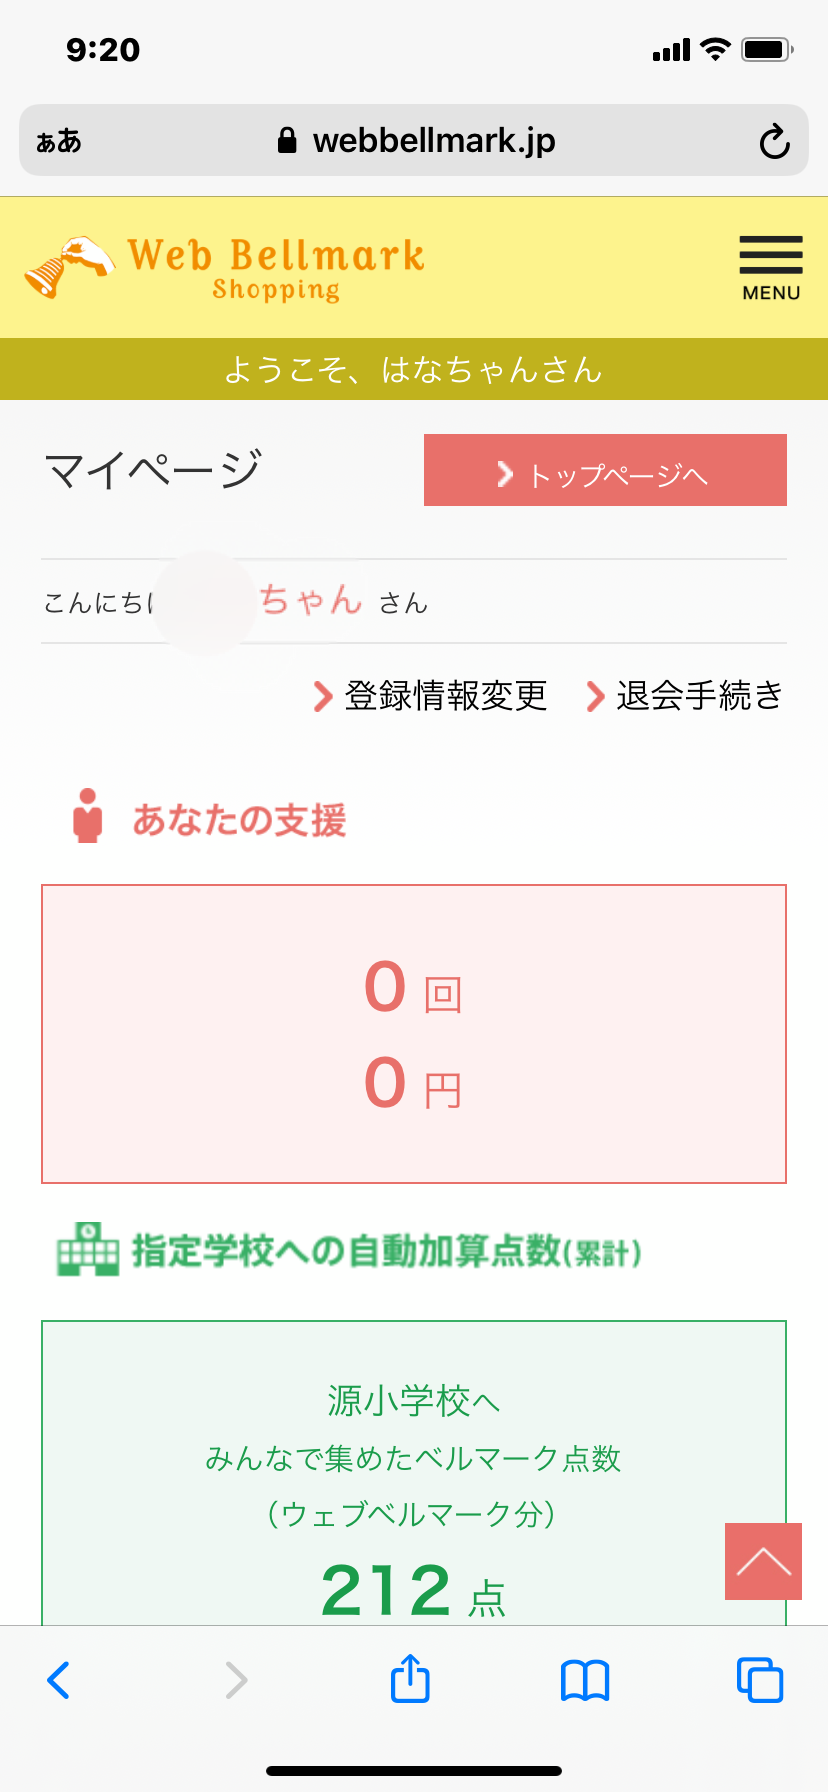 9:20
ぁあ webbellmark.jp
Web Bellmark
Shopping
MENU
ようこそ、はなちゃんさん
マイページ
トップページへ
こんにち ちゃん さん
登録情報変更 退会手続き
あなたの支援
0 回
0 円
指定学校への自動加算点数(累計)
源小学校へ
みんなで集めたベルマーク点数
（ウェブベルマーク分）
212 点